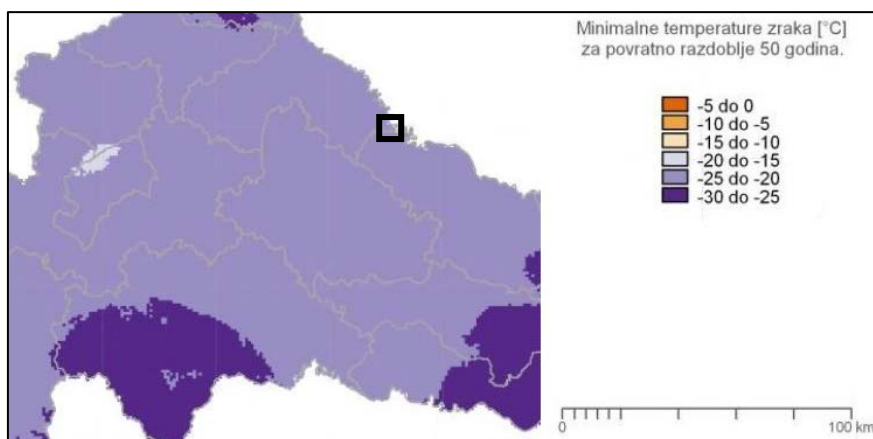 Minimalne temperature zraka [°C]
za povratno razdoblje 50 godina.
-5 do 0
-10 do -5
-15 do -10
-20 do -15
-25 do -20
-30 do -25
0
100 km